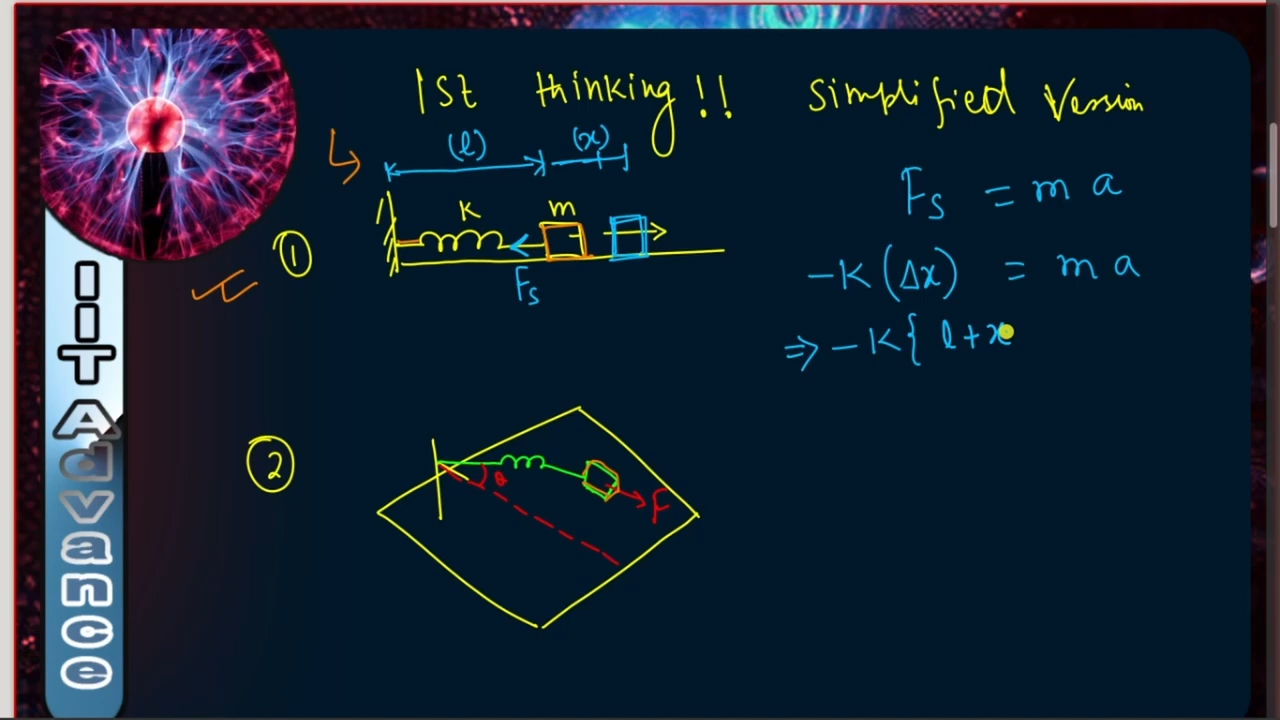 1st thinking!! Simplified Version
(l) (x)
K m
①
Fs
Fs = m a
-K(Δx) = m a
⇒ -K{ l+x
②
θ
F
IIT Advance